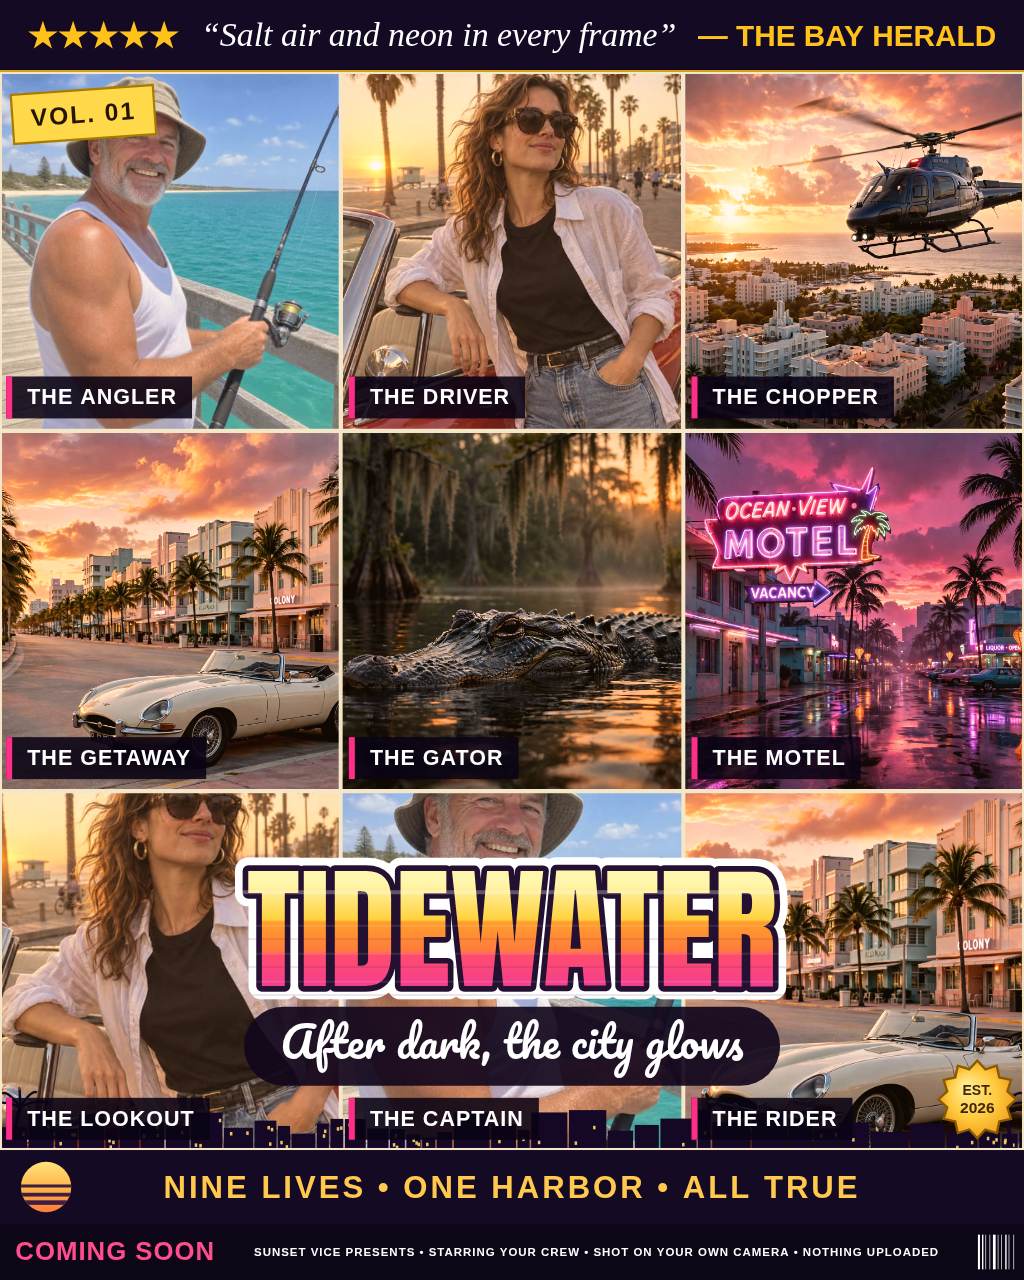 ★★★★★ “Salt air and neon in every frame” — THE BAY HERALD
VOL. 01
THE ANGLER
THE DRIVER
THE CHOPPER
COLONY
THE GETAWAY
THE GATOR
OCEAN·VIEW
MOTEL
VACANCY
LIQUOR · OPEN
THE MOTEL
TIDEWATER
COLONY
After dark, the city glows
EST.
2026
THE LOOKOUT
THE CAPTAIN
THE RIDER
NINE LIVES • ONE HARBOR • ALL TRUE
COMING SOON
SUNSET VICE PRESENTS • STARRING YOUR CREW • SHOT ON YOUR OWN CAMERA • NOTHING UPLOADED